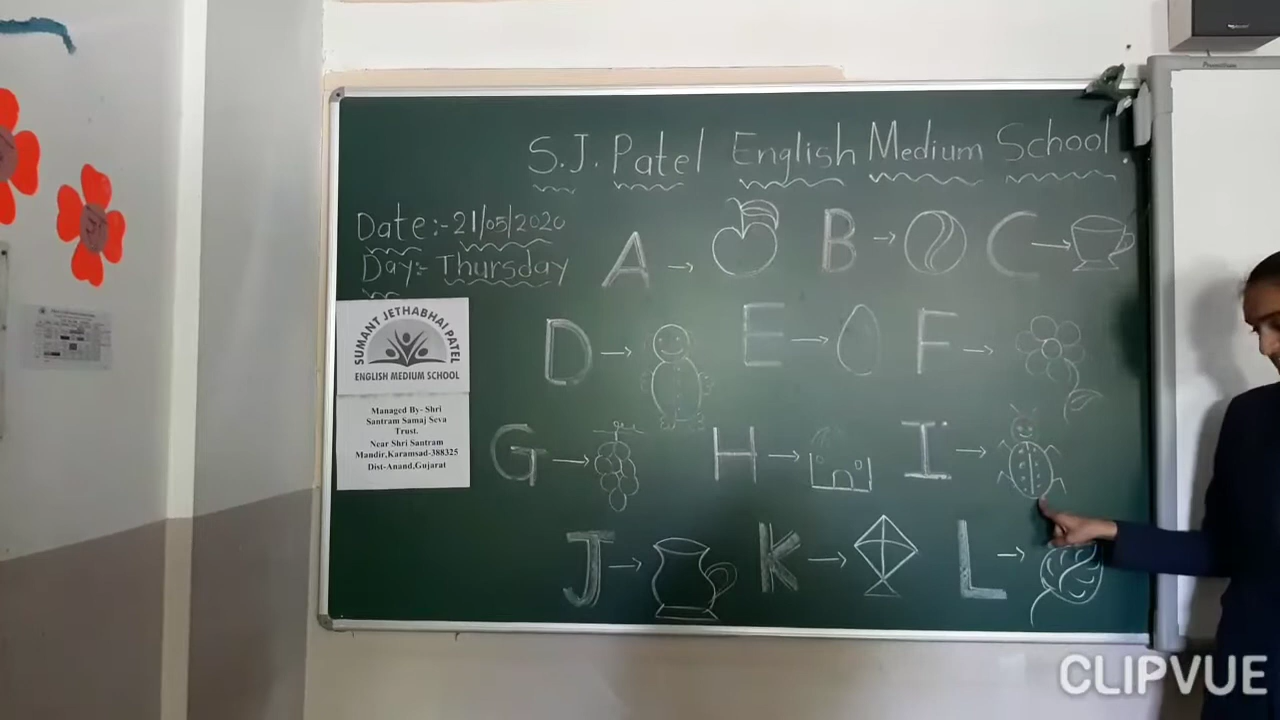 S.J. Patel English Medium School.
Date:-21/05/2020
Day:- Thursday
A → B → C →
D → E → F →
G → H → I →
J → K → L →
SUMANT JETHABHAI PATEL
ENGLISH MEDIUM SCHOOL
Managed By- Shri
Santram Samaj Seva
Trust.
Near Shri Santram
Mandir,Karamsad-388325
Dist-Anand,Gujarat
CLIPVUE